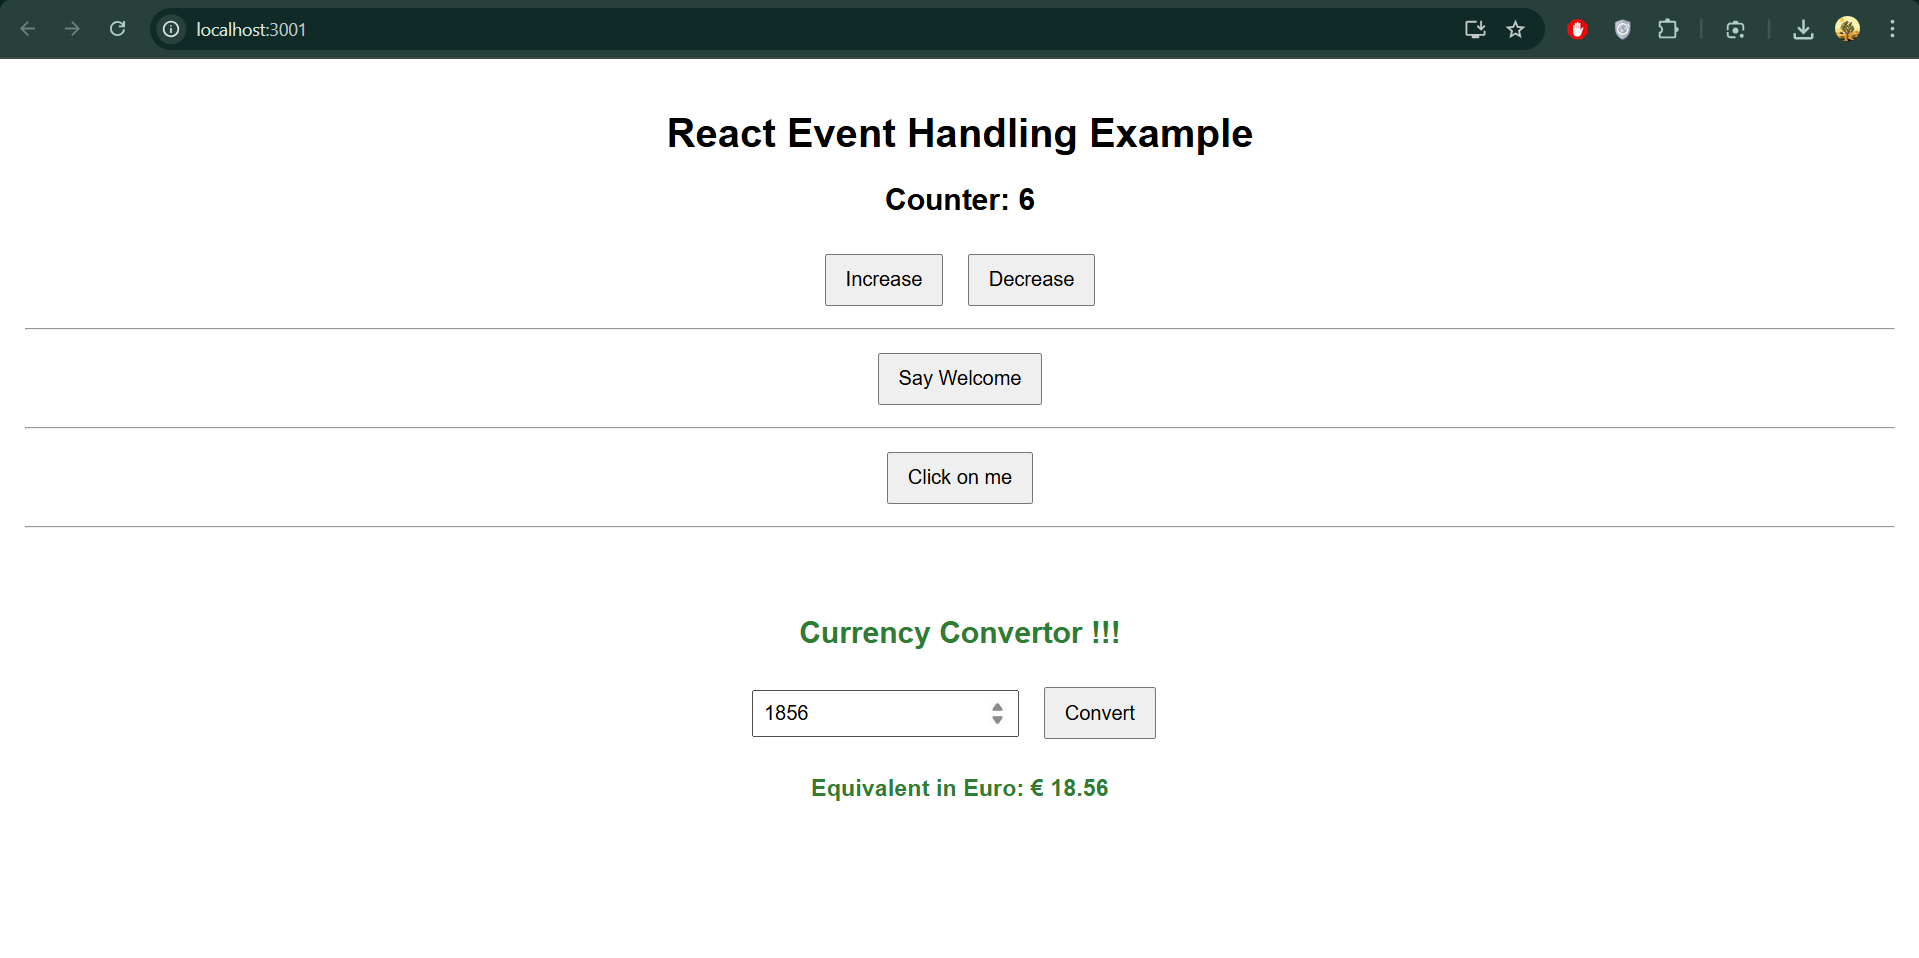 localhost:3001
React Event Handling Example
Counter: 6
Increase Decrease
Say Welcome
Click on me
Currency Convertor !!!
1856 Convert
Equivalent in Euro: € 18.56